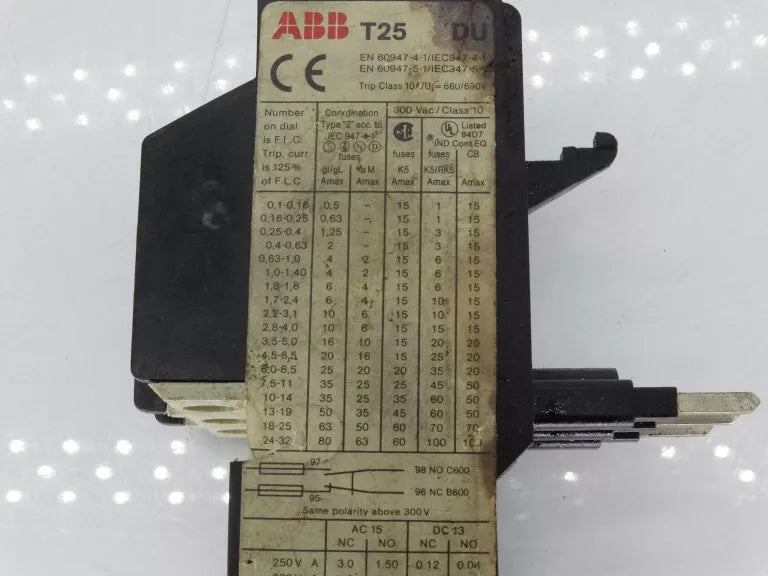 ABB T25 DU
CE
EN 60947-4-1/IEC947-4-1
EN 60947-5-1/IEC947-5-1
Trip Class 10A/Ui=660/690V
Number on dial is F.L.C. Trip. curr. is 125% of F.L.C.
Coordination Type "2" acc. to IEC 947-4-1 fuses
300 Vac / Class 10
UL Listed 94D7 IND Cont.EQ
gI/gL Amax
aM Amax
fuses K5 Amax
fuses K5/RK5 Amax
CB Amax
0,1-0,16 0,5 – 15 1 15
0,16-0,25 0,63 – 15 1 15
0,25-0,4 1,25 – 15 3 15
0,4-0,63 2 – 15 3 15
0,63-1,0 4 2 15 6 15
1,0-1,40 4 2 15 6 15
1,3-1,8 6 4 15 6 15
1,7-2,4 6 4 15 10 15
2,2-3,1 10 6 15 10 15
2,8-4,0 10 6 15 15 15
3,5-5,0 16 10 15 20 20
4,5-6,5 20 16 15 25 20
6,0-8,5 25 20 20 35 20
7,5-11 35 25 25 45 50
10-14 35 25 35 60 50
13-19 50 35 45 60 50
18-25 63 50 60 70 70
24-32 80 63 60 100 100
97 98 NO C600
95 96 NC B600
Same polarity above 300 V
AC 15 DC 13
NC NO NC NO
250V A 3.0 1.50 0.12 0.04